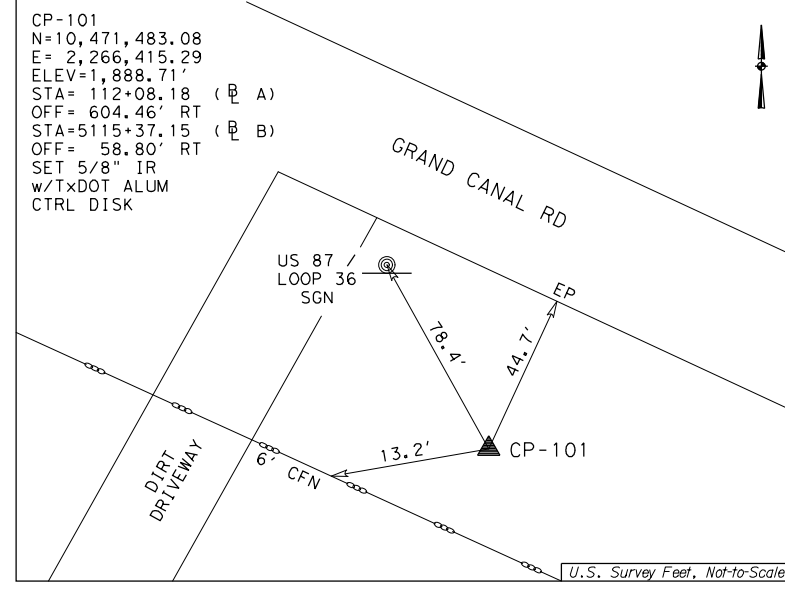 CP-101
N=10,471,483.08
E= 2,266,415.29
ELEV=1,888.71'
STA= 112+08.18 (BL A)
OFF= 604.46' RT
STA=5115+37.15 (BL B)
OFF= 58.80' RT
SET 5/8" IR
w/TxDOT ALUM
CTRL DISK
GRAND CANAL RD
US 87 /
LOOP 36
SGN
EP
78.4'
44.7'
13.2'
CP-101
6' CFN
DIRT
DRIVEWAY
U.S. Survey Feet, Not-to-Scale